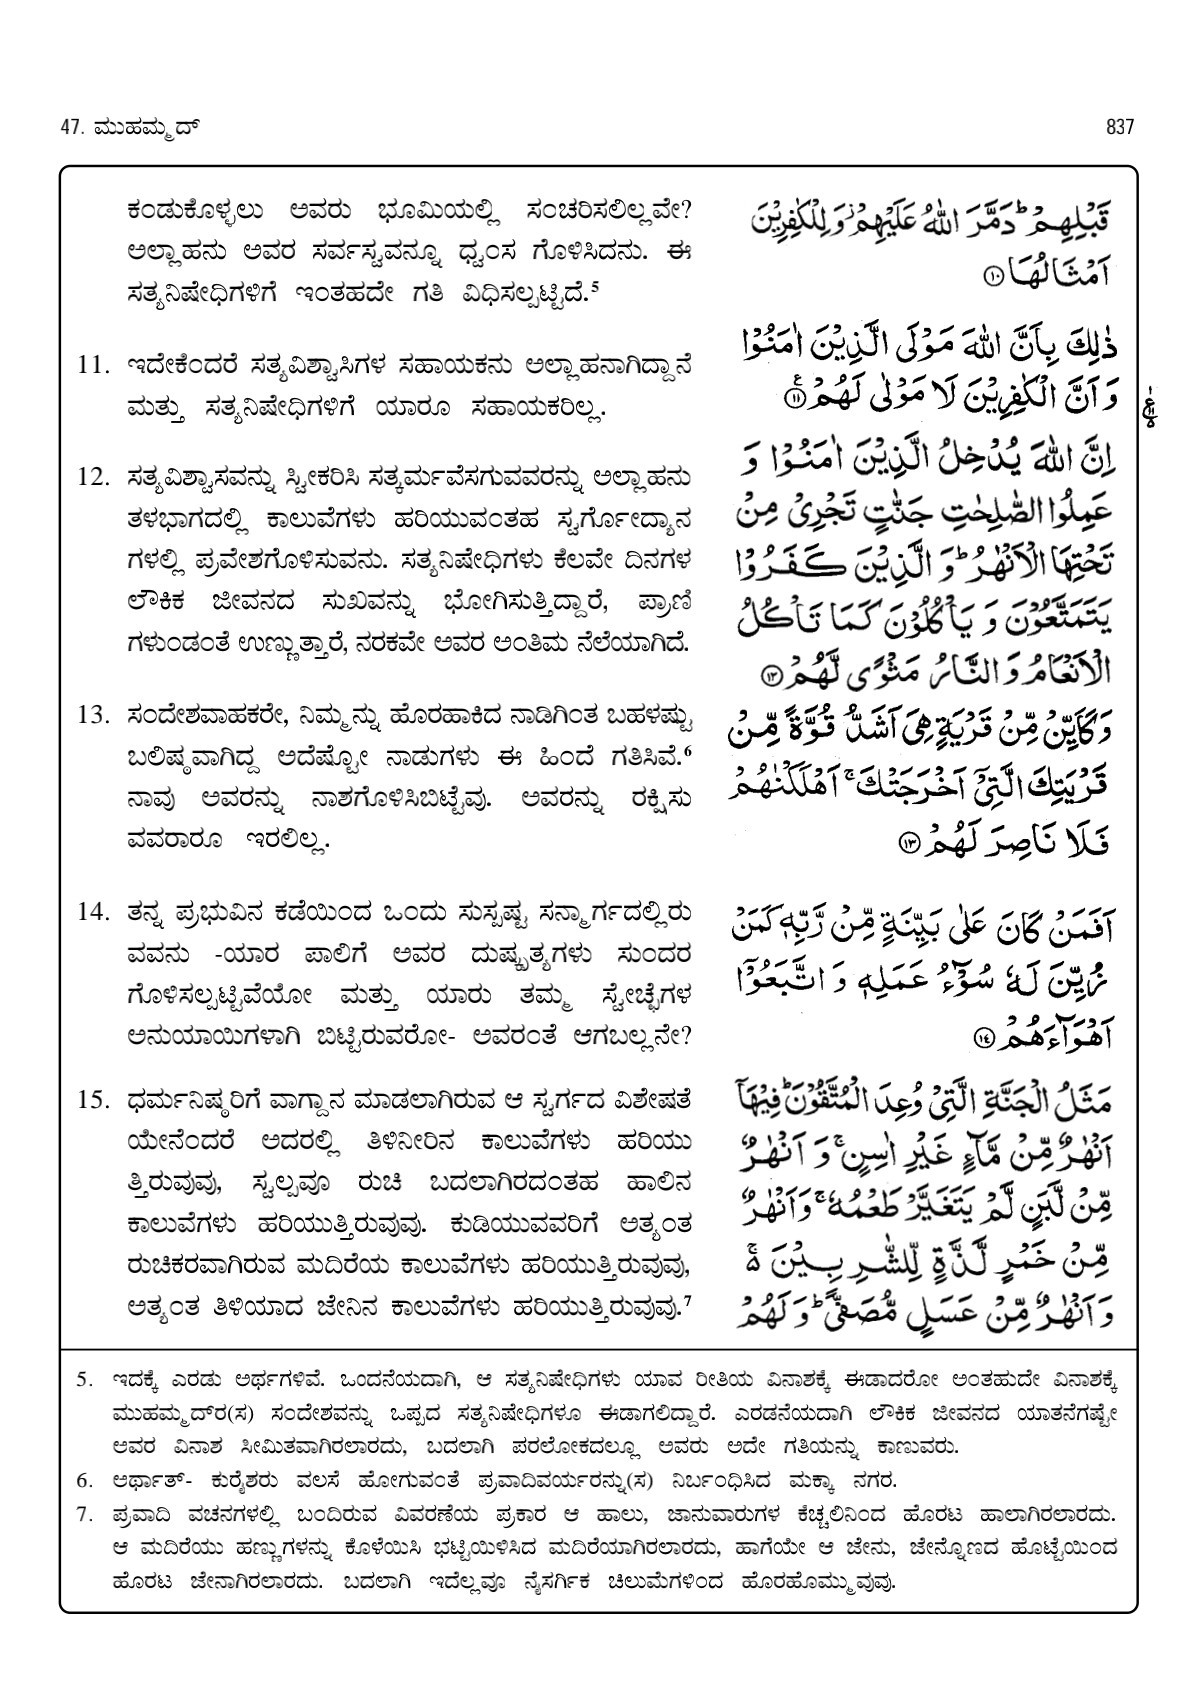 47. ಮುಹಮ್ಮದ್
837
ಕಂಡುಕೊಳ್ಳಲು ಅವರು ಭೂಮಿಯಲ್ಲಿ ಸಂಚರಿಸಲಿಲ್ಲವೇ?
ಅಲ್ಲಾಹನು ಅವರ ಸರ್ವಸ್ವವನ್ನೂ ಧ್ವಂಸ ಗೊಳಿಸಿದನು. ಈ
ಸತ್ಯನಿಷೇಧಿಗಳಿಗೆ ಇಂತಹದೇ ಗತಿ ವಿಧಿಸಲ್ಪಟ್ಟಿದೆ.⁵
11. ಇದೇಕೆಂದರೆ ಸತ್ಯವಿಶ್ವಾಸಿಗಳ ಸಹಾಯಕನು ಅಲ್ಲಾಹನಾಗಿದ್ದಾನೆ
ಮತ್ತು ಸತ್ಯನಿಷೇಧಿಗಳಿಗೆ ಯಾರೂ ಸಹಾಯಕರಿಲ್ಲ.
12. ಸತ್ಯವಿಶ್ವಾಸವನ್ನು ಸ್ವೀಕರಿಸಿ ಸತ್ಕರ್ಮವೆಸಗುವವರನ್ನು ಅಲ್ಲಾಹನು
ತಳಭಾಗದಲ್ಲಿ ಕಾಲುವೆಗಳು ಹರಿಯುವಂತಹ ಸ್ವರ್ಗೋದ್ಯಾನ
ಗಳಲ್ಲಿ ಪ್ರವೇಶಗೊಳಿಸುವನು. ಸತ್ಯನಿಷೇಧಿಗಳು ಕೆಲವೇ ದಿನಗಳ
ಲೌಕಿಕ ಜೀವನದ ಸುಖವನ್ನು ಭೋಗಿಸುತ್ತಿದ್ದಾರೆ, ಪ್ರಾಣಿ
ಗಳುಂಡಂತೆ ಉಣ್ಣುತ್ತಾರೆ, ನರಕವೇ ಅವರ ಅಂತಿಮ ನೆಲೆಯಾಗಿದೆ.
13. ಸಂದೇಶವಾಹಕರೇ, ನಿಮ್ಮನ್ನು ಹೊರಹಾಕಿದ ನಾಡಿಗಿಂತ ಬಹಳಷ್ಟು
ಬಲಿಷ್ಠವಾಗಿದ್ದ ಅದೆಷ್ಟೋ ನಾಡುಗಳು ಈ ಹಿಂದೆ ಗತಿಸಿವೆ.⁶
ನಾವು ಅವರನ್ನು ನಾಶಗೊಳಿಸಿಬಿಟ್ಟೆವು. ಅವರನ್ನು ರಕ್ಷಿಸು
ವವರಾರೂ ಇರಲಿಲ್ಲ.
14. ತನ್ನ ಪ್ರಭುವಿನ ಕಡೆಯಿಂದ ಒಂದು ಸುಸ್ಪಷ್ಟ ಸನ್ಮಾರ್ಗದಲ್ಲಿರು
ವವನು -ಯಾರ ಪಾಲಿಗೆ ಅವರ ದುಷ್ಕೃತ್ಯಗಳು ಸುಂದರ
ಗೊಳಿಸಲ್ಪಟ್ಟಿವೆಯೋ ಮತ್ತು ಯಾರು ತಮ್ಮ ಸ್ವೇಚ್ಛೆಗಳ
ಅನುಯಾಯಿಗಳಾಗಿ ಬಿಟ್ಟಿರುವರೋ- ಅವರಂತೆ ಆಗಬಲ್ಲನೇ?
15. ಧರ್ಮನಿಷ್ಠರಿಗೆ ವಾಗ್ದಾನ ಮಾಡಲಾಗಿರುವ ಆ ಸ್ವರ್ಗದ ವಿಶೇಷತೆ
ಯೇನೆಂದರೆ ಅದರಲ್ಲಿ ತಿಳಿನೀರಿನ ಕಾಲುವೆಗಳು ಹರಿಯು
ತ್ತಿರುವುವು, ಸ್ವಲ್ಪವೂ ರುಚಿ ಬದಲಾಗಿರದಂತಹ ಹಾಲಿನ
ಕಾಲುವೆಗಳು ಹರಿಯುತ್ತಿರುವುವು. ಕುಡಿಯುವವರಿಗೆ ಅತ್ಯಂತ
ರುಚಿಕರವಾಗಿರುವ ಮದಿರೆಯ ಕಾಲುವೆಗಳು ಹರಿಯುತ್ತಿರುವುವು,
ಅತ್ಯಂತ ತಿಳಿಯಾದ ಜೇನಿನ ಕಾಲುವೆಗಳು ಹರಿಯುತ್ತಿರುವುವು.⁷
قَبْلِهِمْ ؕ دَمَّرَ اللّٰهُ عَلَيْهِمْ ۫ وَ لِلْكٰفِرِيْنَ
اَمْثَالُهَا ۝۱۰
ذٰلِكَ بِاَنَّ اللّٰهَ مَوْلَى الَّذِيْنَ اٰمَنُوْا
وَ اَنَّ الْكٰفِرِيْنَ لَا مَوْلٰى لَهُمْ ۝۱۱
ع
اِنَّ اللّٰهَ يُدْخِلُ الَّذِيْنَ اٰمَنُوْا وَ
عَمِلُوا الصّٰلِحٰتِ جَنّٰتٍ تَجْرِيْ مِنْ
تَحْتِهَا الْاَنْهٰرُ ؕ وَ الَّذِيْنَ كَفَرُوْا
يَتَمَتَّعُوْنَ وَ يَاْكُلُوْنَ كَمَا تَاْكُلُ
الْاَنْعَامُ وَ النَّارُ مَثْوًى لَّهُمْ ۝۱۲
وَ كَاَيِّنْ مِّنْ قَرْيَةٍ هِيَ اَشَدُّ قُوَّةً مِّنْ
قَرْيَتِكَ الَّتِيْۤ اَخْرَجَتْكَ ۚ اَهْلَكْنٰهُمْ
فَلَا نَاصِرَ لَهُمْ ۝۱۳
اَفَمَنْ كَانَ عَلٰى بَيِّنَةٍ مِّنْ رَّبِّهٖ كَمَنْ
زُيِّنَ لَهٗ سُوْٓءُ عَمَلِهٖ وَ اتَّبَعُوْۤا
اَهْوَآءَهُمْ ۝۱۴
مَثَلُ الْجَنَّةِ الَّتِيْ وُعِدَ الْمُتَّقُوْنَ ؕ فِيْهَاۤ
اَنْهٰرٌ مِّنْ مَّآءٍ غَيْرِ اٰسِنٍ ۚ وَ اَنْهٰرٌ
مِّنْ لَّبَنٍ لَّمْ يَتَغَيَّرْ طَعْمُهٗ ۚ وَ اَنْهٰرٌ
مِّنْ خَمْرٍ لَّذَّةٍ لِّلشّٰرِبِيْنَ ۚ۬
وَ اَنْهٰرٌ مِّنْ عَسَلٍ مُّصَفًّى ؕ وَ لَهُمْ
5. ಇದಕ್ಕೆ ಎರಡು ಅರ್ಥಗಳಿವೆ. ಒಂದನೆಯದಾಗಿ, ಆ ಸತ್ಯನಿಷೇಧಿಗಳು ಯಾವ ರೀತಿಯ ವಿನಾಶಕ್ಕೆ ಈಡಾದರೋ ಅಂತಹುದೇ ವಿನಾಶಕ್ಕೆ
ಮುಹಮ್ಮದ್‌ರ(ಸ) ಸಂದೇಶವನ್ನು ಒಪ್ಪದ ಸತ್ಯನಿಷೇಧಿಗಳೂ ಈಡಾಗಲಿದ್ದಾರೆ. ಎರಡನೆಯದಾಗಿ ಲೌಕಿಕ ಜೀವನದ ಯಾತನೆಗಷ್ಟೇ
ಅವರ ವಿನಾಶ ಸೀಮಿತವಾಗಿರಲಾರದು, ಬದಲಾಗಿ ಪರಲೋಕದಲ್ಲೂ ಅವರು ಅದೇ ಗತಿಯನ್ನು ಕಾಣುವರು.
6. ಅರ್ಥಾತ್- ಕುರೈಶರು ವಲಸೆ ಹೋಗುವಂತೆ ಪ್ರವಾದಿವರ್ಯರನ್ನು(ಸ) ನಿರ್ಬಂಧಿಸಿದ ಮಕ್ಕಾ ನಗರ.
7. ಪ್ರವಾದಿ ವಚನಗಳಲ್ಲಿ ಬಂದಿರುವ ವಿವರಣೆಯ ಪ್ರಕಾರ ಆ ಹಾಲು, ಜಾನುವಾರುಗಳ ಕೆಚ್ಚಲಿನಿಂದ ಹೊರಟ ಹಾಲಾಗಿರಲಾರದು.
ಆ ಮದಿರೆಯು ಹಣ್ಣುಗಳನ್ನು ಕೊಳೆಯಿಸಿ ಭಟ್ಟಿಯಿಳಿಸಿದ ಮದಿರೆಯಾಗಿರಲಾರದು, ಹಾಗೆಯೇ ಆ ಜೇನು, ಜೇನ್ನೊಣದ ಹೊಟ್ಟೆಯಿಂದ
ಹೊರಟ ಜೇನಾಗಿರಲಾರದು. ಬದಲಾಗಿ ಇದೆಲ್ಲವೂ ನೈಸರ್ಗಿಕ ಚಿಲುಮೆಗಳಿಂದ ಹೊರಹೊಮ್ಮುವುವು.